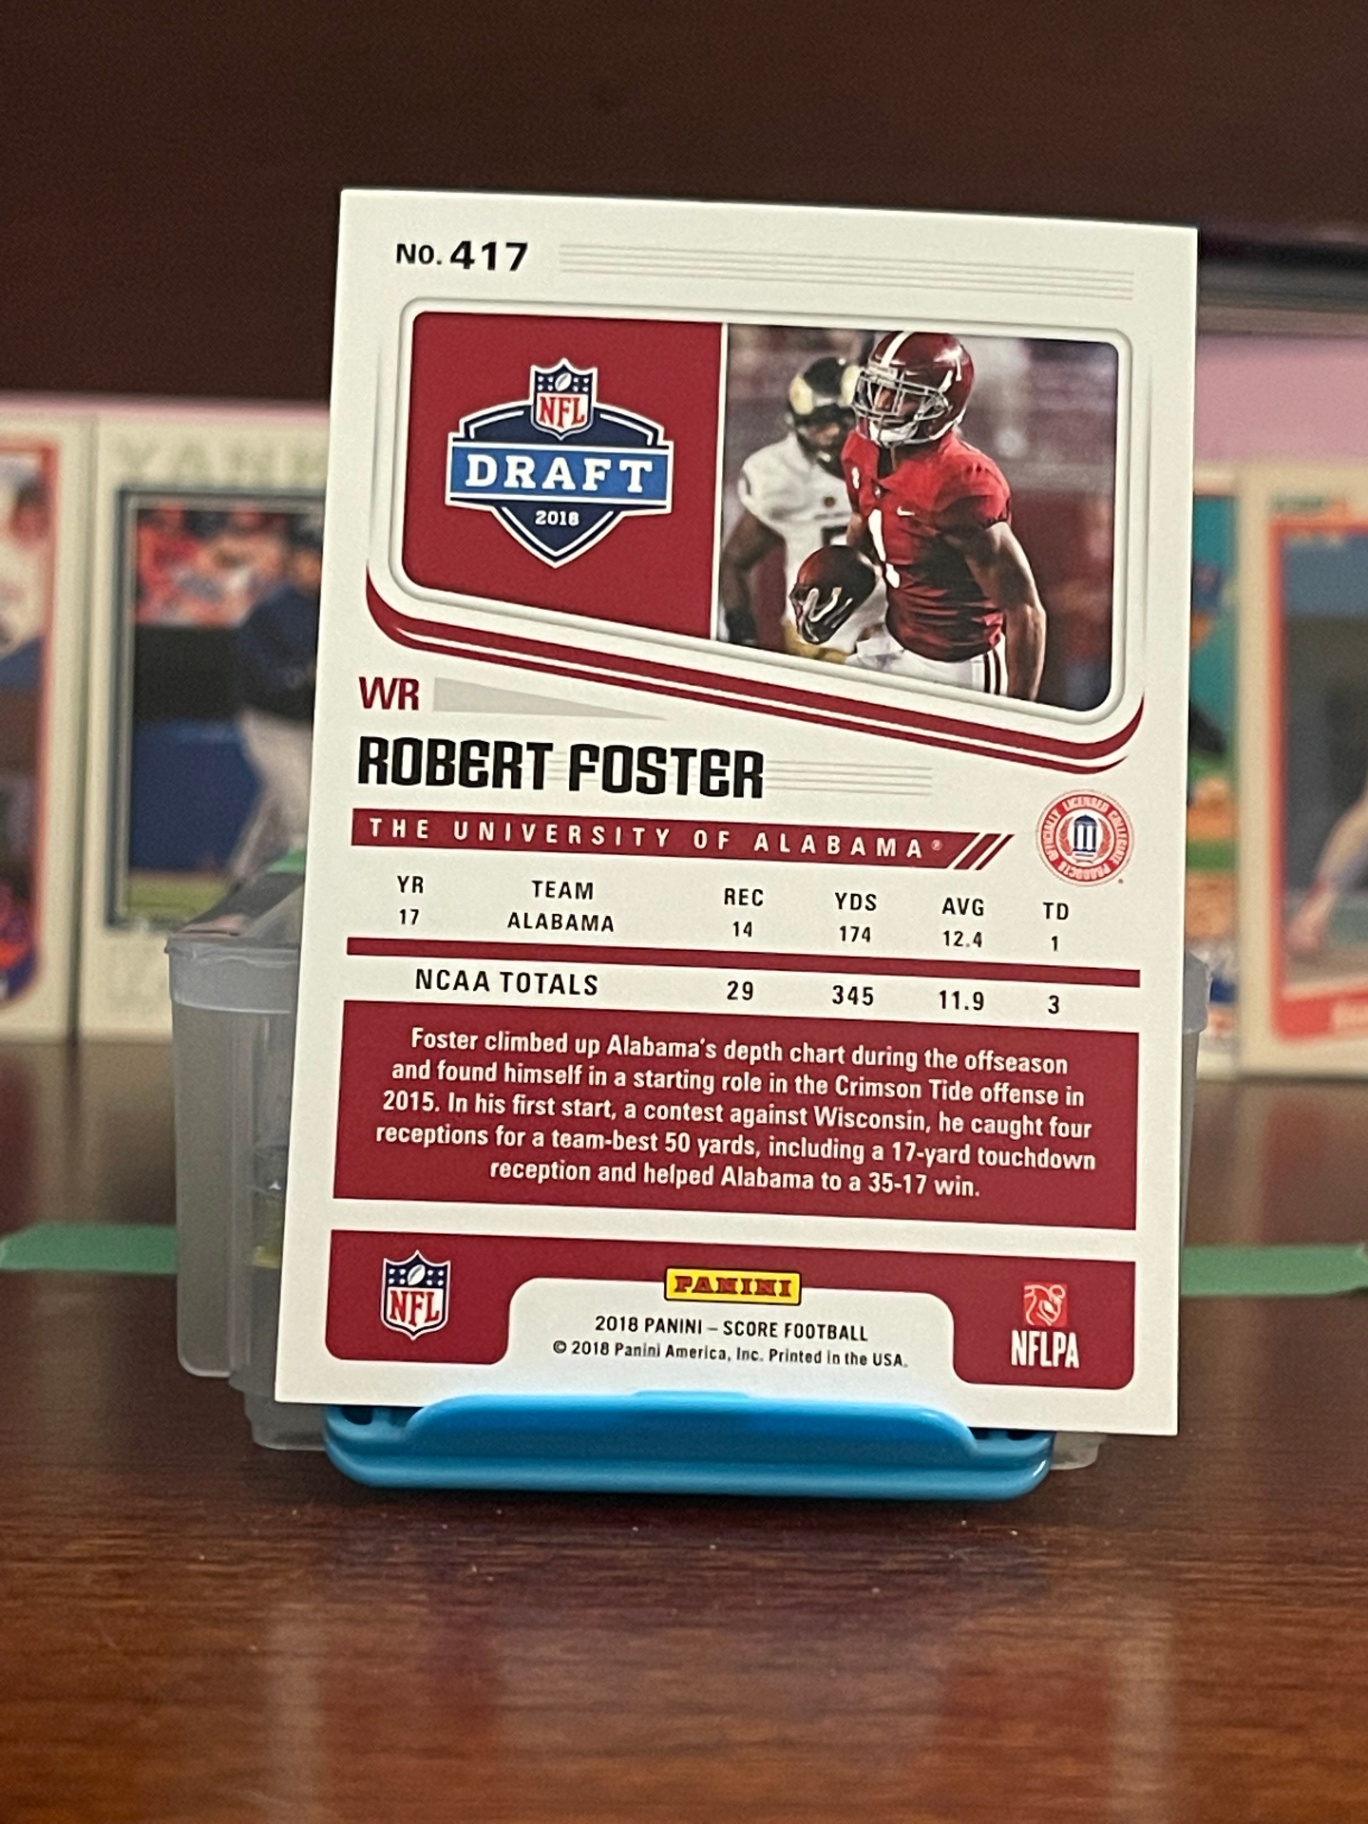 NO. 417
NFL
DRAFT
2018
1
WR
ROBERT FOSTER
THE UNIVERSITY OF ALABAMA®
OFFICIALLY LICENSED COLLEGIATE PRODUCTS
YR TEAM REC YDS AVG TD
17 ALABAMA 14 174 12.4 1
NCAA TOTALS 29 345 11.9 3
Foster climbed up Alabama's depth chart during the offseason
and found himself in a starting role in the Crimson Tide offense in
2015. In his first start, a contest against Wisconsin, he caught four
receptions for a team-best 50 yards, including a 17-yard touchdown
reception and helped Alabama to a 35-17 win.
NFL
PANINI
2018 PANINI – SCORE FOOTBALL
© 2018 Panini America, Inc. Printed in the USA.
NFLPA